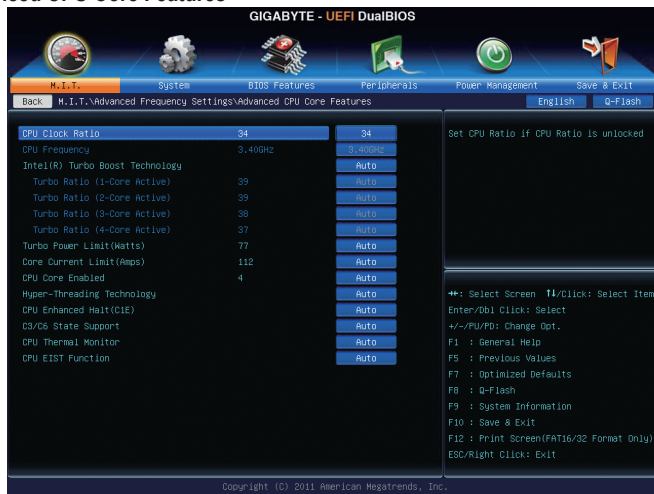 GIGABYTE - UEFI DualBIOS
M.I.T. System BIOS Features Peripherals Power Management Save & Exit
Back M.I.T.\Advanced Frequency Settings\Advanced CPU Core Features English Q-Flash
CPU Clock Ratio 34 34
CPU Frequency 3.40GHz 3.40GHz
Intel(R) Turbo Boost Technology Auto
Turbo Ratio (1-Core Active) 39 Auto
Turbo Ratio (2-Core Active) 39 Auto
Turbo Ratio (3-Core Active) 38 Auto
Turbo Ratio (4-Core Active) 37 Auto
Turbo Power Limit(Watts) 77 Auto
Core Current Limit(Amps) 112 Auto
CPU Core Enabled 4 Auto
Hyper-Threading Technology Auto
CPU Enhanced Halt(C1E) Auto
C3/C6 State Support Auto
CPU Thermal Monitor Auto
CPU EIST Function Auto
Set CPU Ratio if CPU Ratio is unlocked
→←: Select Screen ↑↓/Click: Select Item
Enter/Dbl Click: Select
+/-/PU/PD: Change Opt.
F1 : General Help
F5 : Previous Values
F7 : Optimized Defaults
F8 : Q-Flash
F9 : System Information
F10 : Save & Exit
F12 : Print Screen(FAT16/32 Format Only)
ESC/Right Click: Exit
Copyright (C) 2011 American Megatrends, Inc.